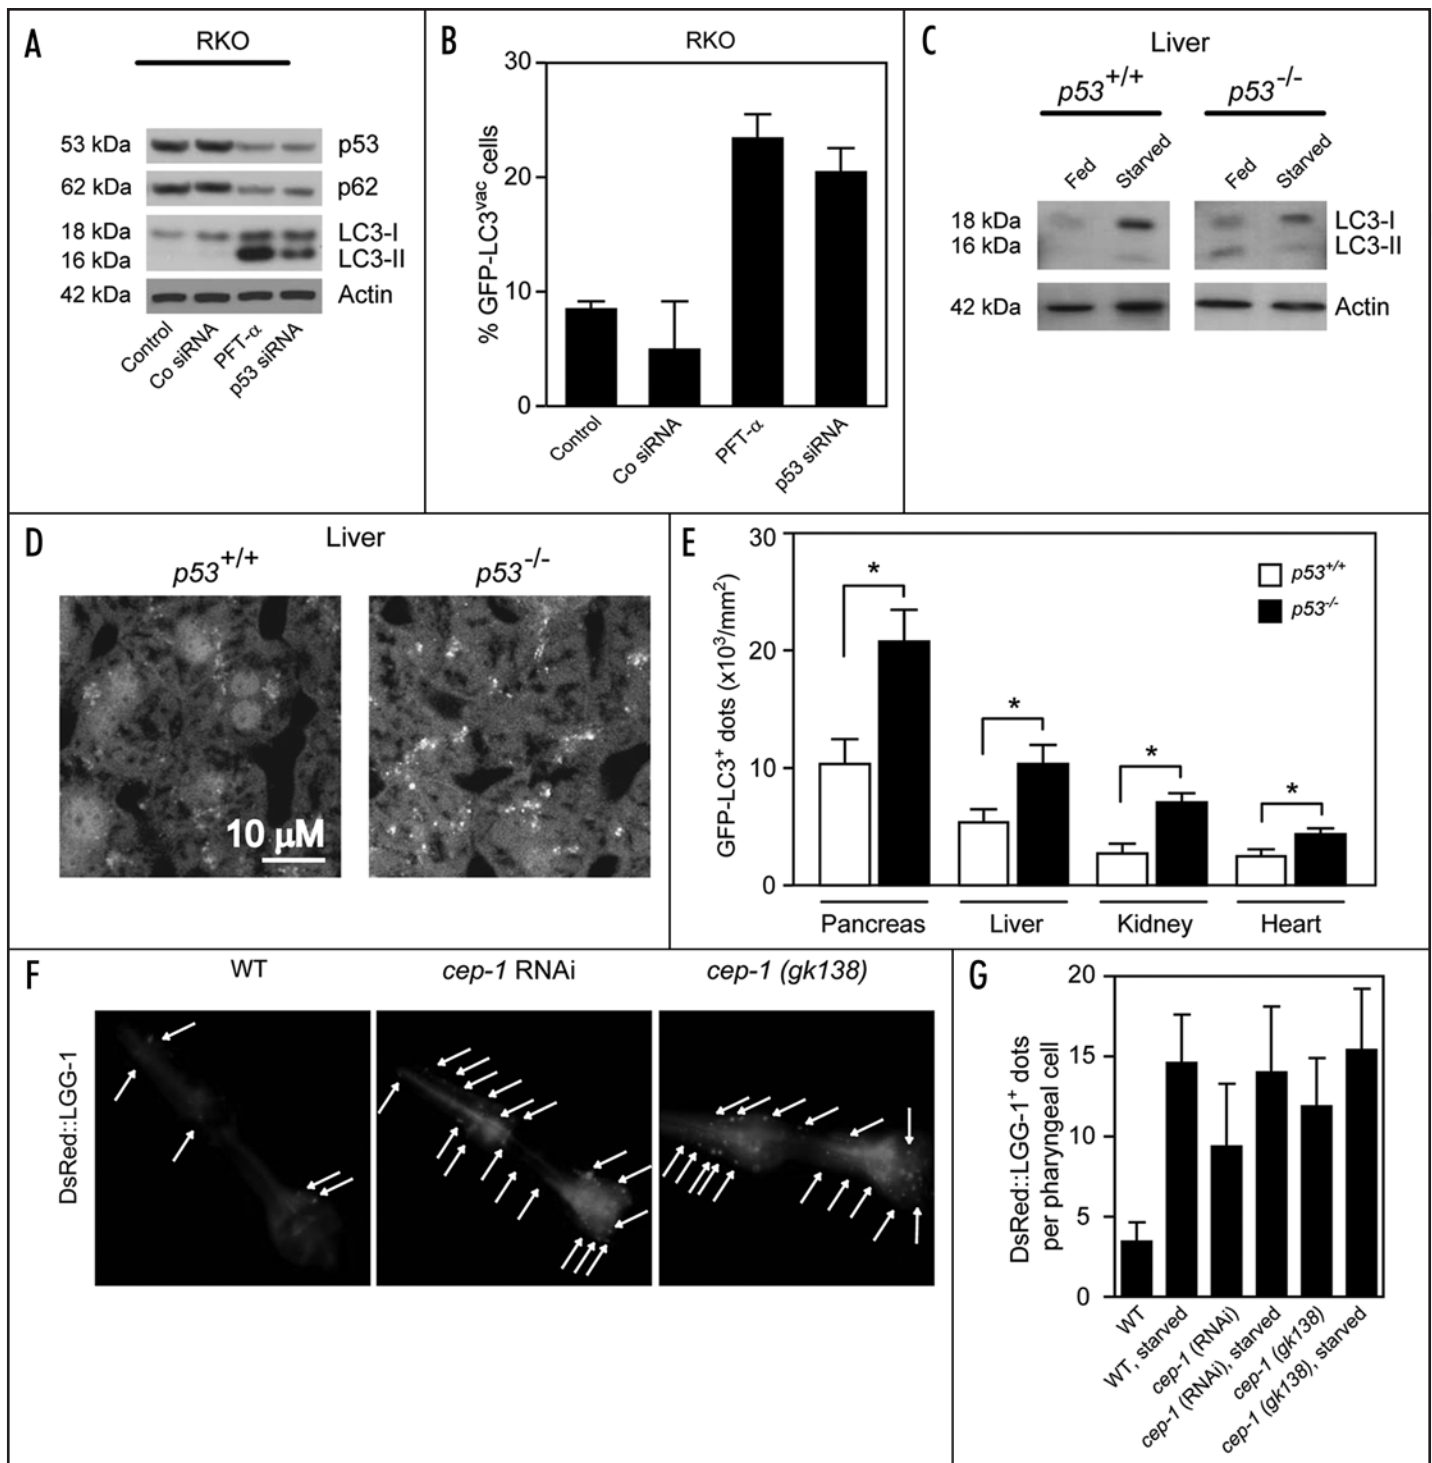 A
RKO
53 kDa
p53
62 kDa
p62
18 kDa
LC3-I
16 kDa
LC3-II
42 kDa
Actin
Control
Co siRNA
PFT-α
p53 siRNA
B
RKO
% GFP-LC3vac cells
30
20
10
0
Control
Co siRNA
PFT-α
p53 siRNA
C
Liver
p53+/+
p53-/-
Fed
Starved
Fed
Starved
18 kDa
LC3-I
16 kDa
LC3-II
42 kDa
Actin
D
Liver
p53+/+
p53-/-
10 µM
E
GFP-LC3+ dots (x10³/mm²)
30
20
10
0
p53+/+
p53-/-
*
*
*
*
Pancreas
Liver
Kidney
Heart
F
WT
cep-1 RNAi
cep-1 (gk138)
DsRed::LGG-1
G
DsRed::LGG-1+ dots
per pharyngeal cell
20
15
10
5
0
WT
WT, starved
cep-1 (RNAi)
cep-1 (RNAi), starved
cep-1 (gk138)
cep-1 (gk138), starved